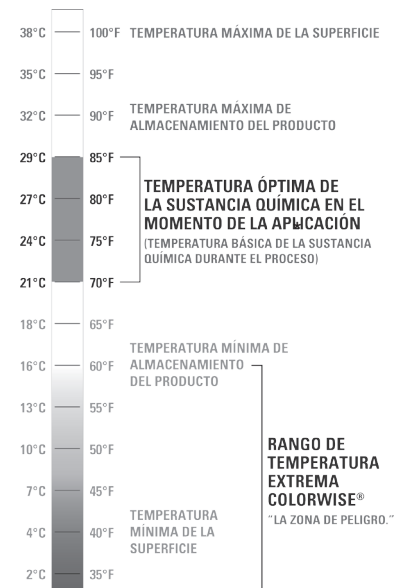 38°C 100°F TEMPERATURA MÁXIMA DE LA SUPERFICIE
35°C 95°F
32°C 90°F
TEMPERATURA MÁXIMA DE
ALMACENAMIENTO DEL PRODUCTO
29°C 85°F
27°C 80°F
24°C 75°F
21°C 70°F
TEMPERATURA ÓPTIMA DE
LA SUSTANCIA QUÍMICA EN EL
MOMENTO DE LA APLICACIÓN
(TEMPERATURA BÁSICA DE LA SUSTANCIA
QUÍMICA DURANTE EL PROCESO)
18°C 65°F
16°C 60°F
TEMPERATURA MÍNIMA DE
ALMACENAMIENTO
DEL PRODUCTO
13°C 55°F
10°C 50°F
7°C 45°F
RANGO DE
TEMPERATURA
EXTREMA
COLORWISE®
"LA ZONA DE PELIGRO."
4°C 40°F
TEMPERATURA
MÍNIMA DE LA
SUPERFICIE
2°C 35°F